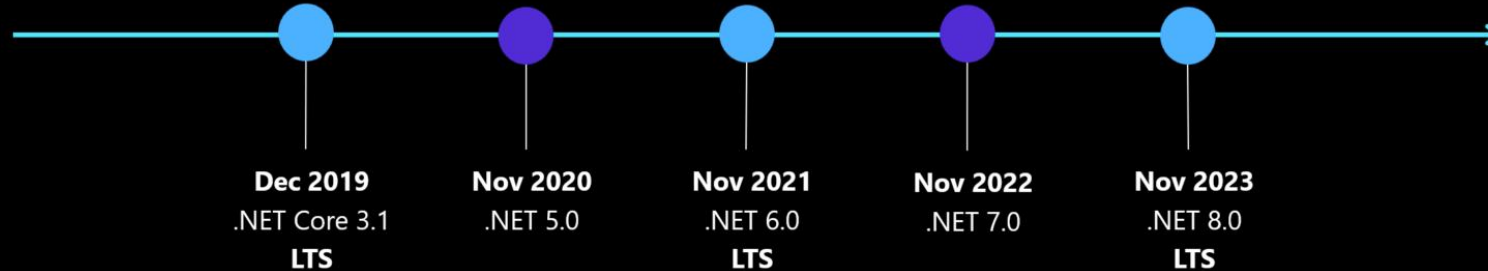 Dec 2019
.NET Core 3.1
LTS
Nov 2020
.NET 5.0
Nov 2021
.NET 6.0
LTS
Nov 2022
.NET 7.0
Nov 2023
.NET 8.0
LTS